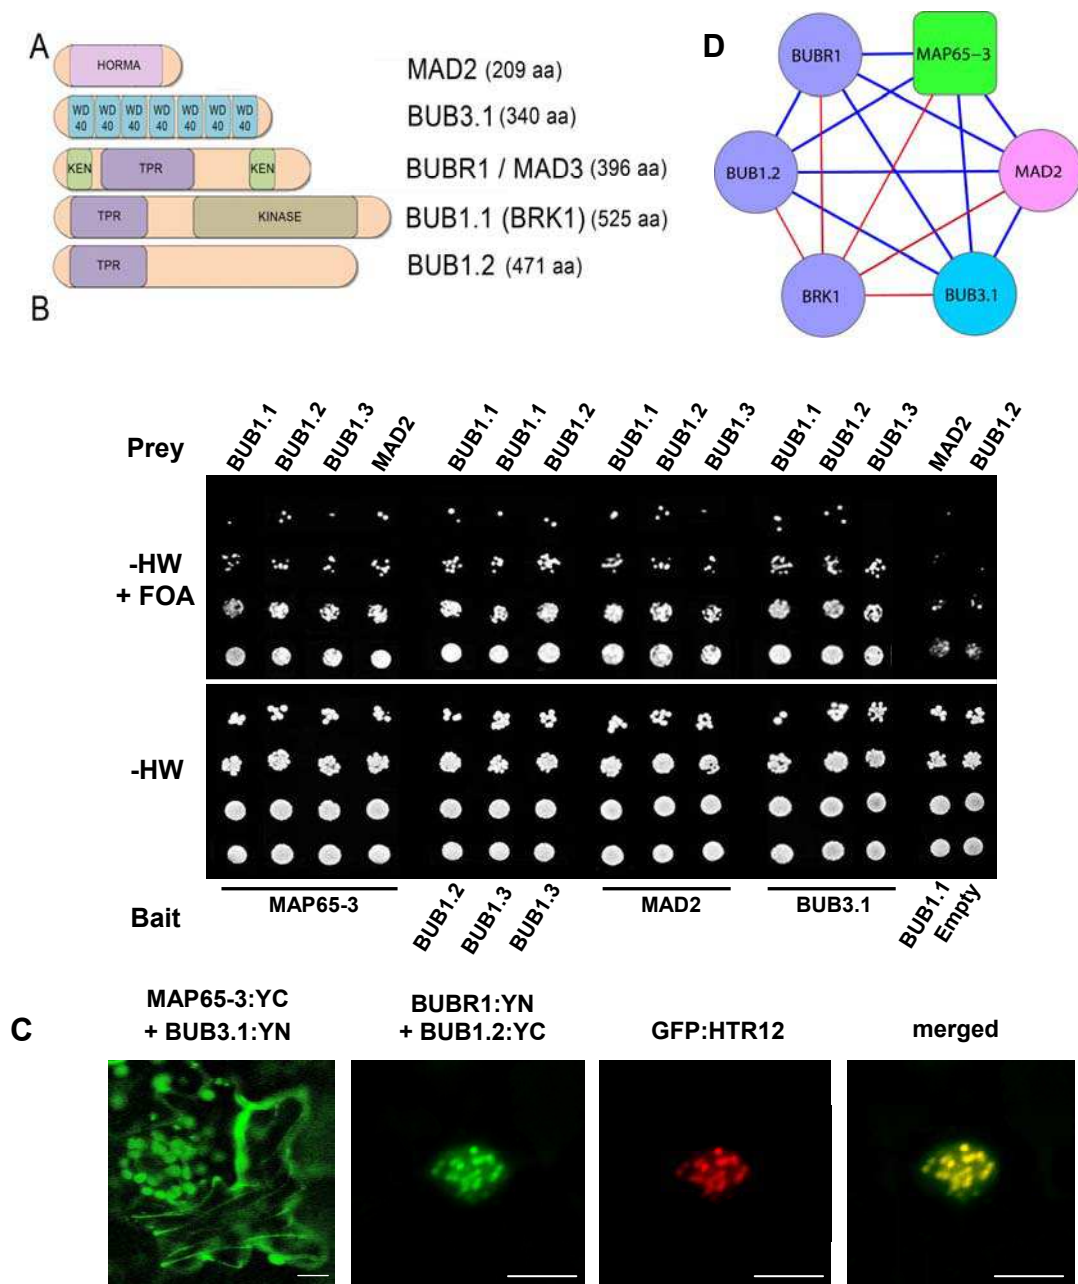 A
HORMA
MAD2 (209 aa)
WD 40 WD 40 WD 40 WD 40 WD 40 WD 40 WD 40
BUB3.1 (340 aa)
KEN TPR KEN
BUBR1 / MAD3 (396 aa)
TPR KINASE
BUB1.1 (BRK1) (525 aa)
TPR
BUB1.2 (471 aa)
D
BUBR1 MAP65-3
BUB1.2 MAD2
BRK1 BUB3.1
B
Prey
BUB1.1 BUB1.2 BUB1.3 MAD2 BUB1.1 BUB1.1 BUB1.2 BUB1.1 BUB1.2 BUB1.3 BUB1.1 BUB1.2 BUB1.3 MAD2 BUB1.2
-HW
+ FOA
-HW
Bait
MAP65-3 BUB1.2 BUB1.3 BUB1.3 MAD2 BUB3.1 BUB1.1 Empty
C
MAP65-3:YC
+ BUB3.1:YN
BUBR1:YN
+ BUB1.2:YC
GFP:HTR12
merged